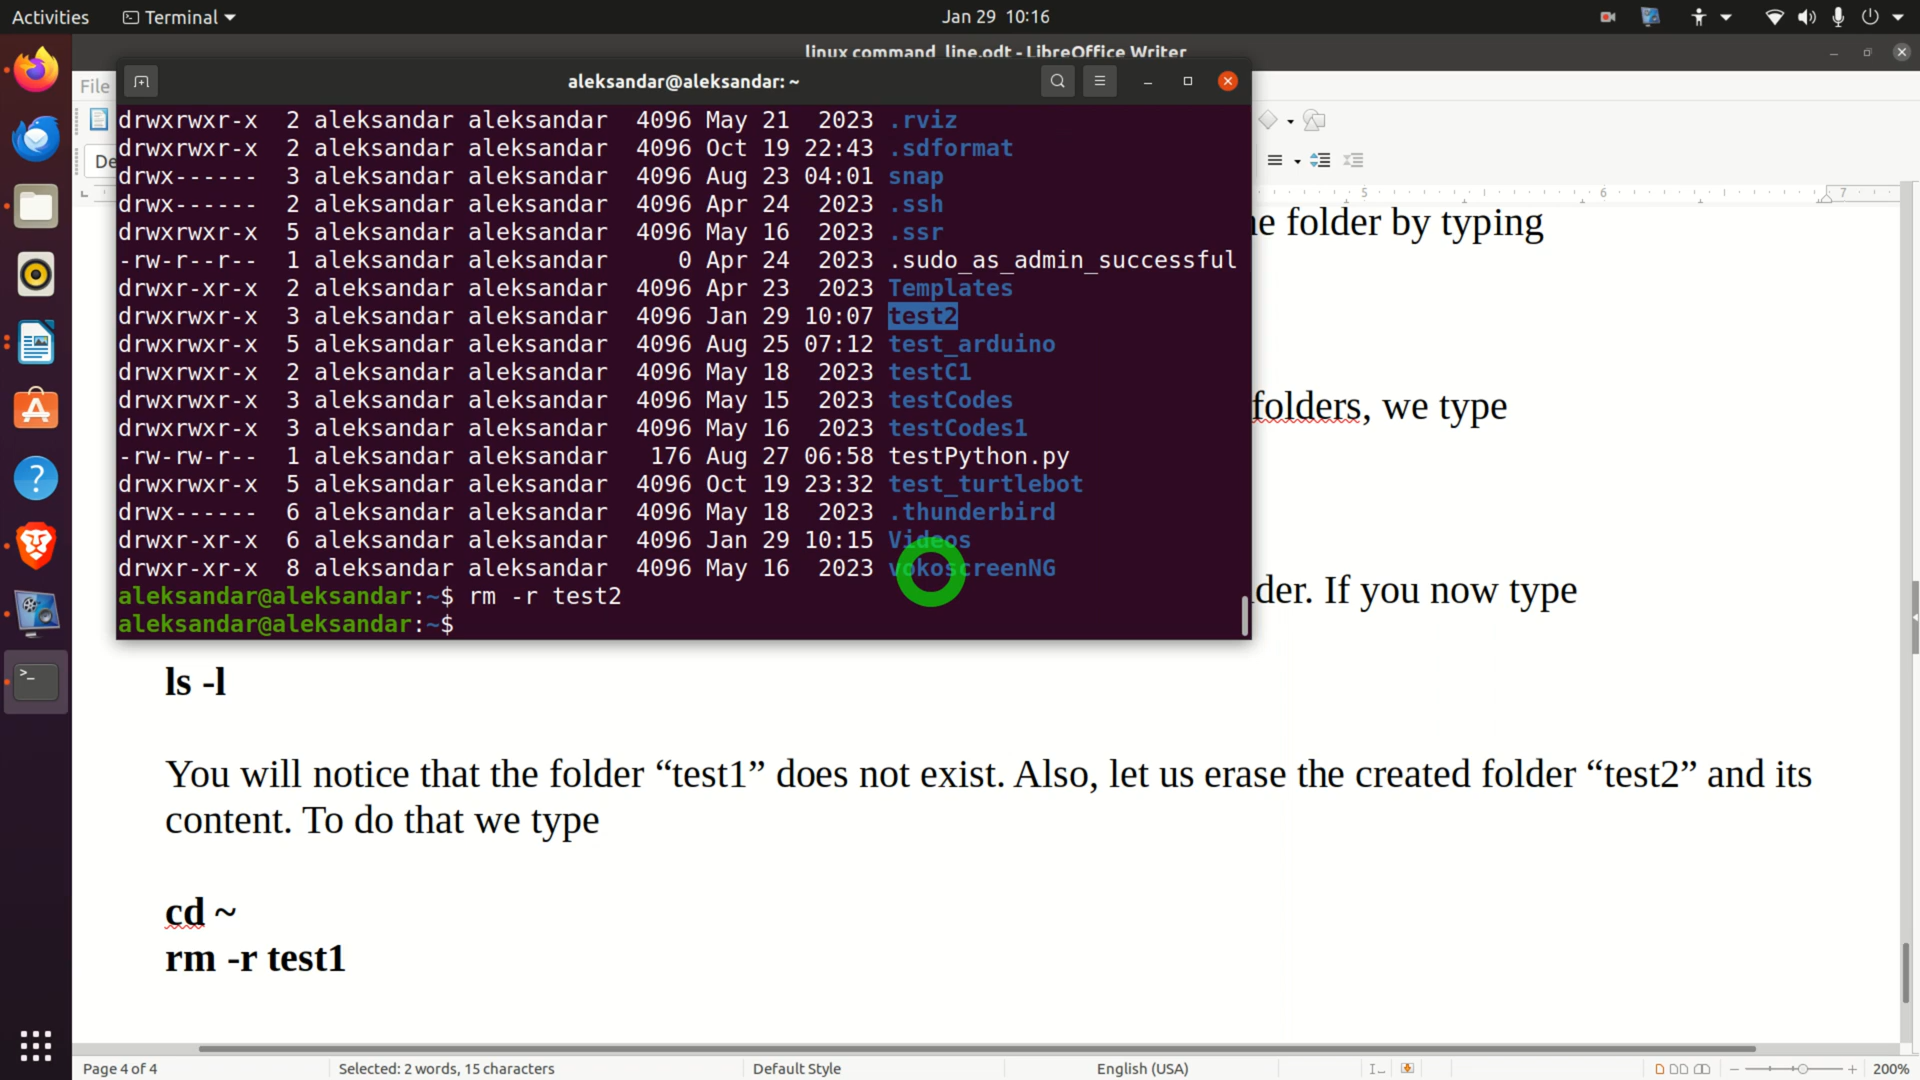 Activities
Terminal
Jan 29 10:16
linux command_line.odt - LibreOffice Writer
File
aleksandar@aleksandar: ~
De
5 6 7
drwxrwxr-x 2 aleksandar aleksandar 4096 May 21 2023 .rviz
drwxrwxr-x 2 aleksandar aleksandar 4096 Oct 19 22:43 .sdformat
drwx------ 3 aleksandar aleksandar 4096 Aug 23 04:01 snap
drwx------ 2 aleksandar aleksandar 4096 Apr 24 2023 .ssh
drwxrwxr-x 5 aleksandar aleksandar 4096 May 16 2023 .ssr
-rw-r--r-- 1 aleksandar aleksandar 0 Apr 24 2023 .sudo_as_admin_successful
drwxr-xr-x 2 aleksandar aleksandar 4096 Apr 23 2023 Templates
drwxrwxr-x 3 aleksandar aleksandar 4096 Jan 29 10:07 test2
drwxrwxr-x 5 aleksandar aleksandar 4096 Aug 25 07:12 test_arduino
drwxrwxr-x 2 aleksandar aleksandar 4096 May 18 2023 testC1
drwxrwxr-x 3 aleksandar aleksandar 4096 May 15 2023 testCodes
drwxrwxr-x 3 aleksandar aleksandar 4096 May 16 2023 testCodes1
-rw-rw-r-- 1 aleksandar aleksandar 176 Aug 27 06:58 testPython.py
drwxrwxr-x 5 aleksandar aleksandar 4096 Oct 19 23:32 test_turtlebot
drwx------ 6 aleksandar aleksandar 4096 May 18 2023 .thunderbird
drwxr-xr-x 6 aleksandar aleksandar 4096 Jan 29 10:15 Videos
drwxr-xr-x 8 aleksandar aleksandar 4096 May 16 2023 vokoscreenNG
aleksandar@aleksandar:~$ rm -r test2
aleksandar@aleksandar:~$
he folder by typing
folders, we type
der. If you now type
ls -l
You will notice that the folder “test1” does not exist. Also, let us erase the created folder “test2” and its
content. To do that we type
cd ~
rm -r test1
Page 4 of 4
Selected: 2 words, 15 characters
Default Style
English (USA)
200%